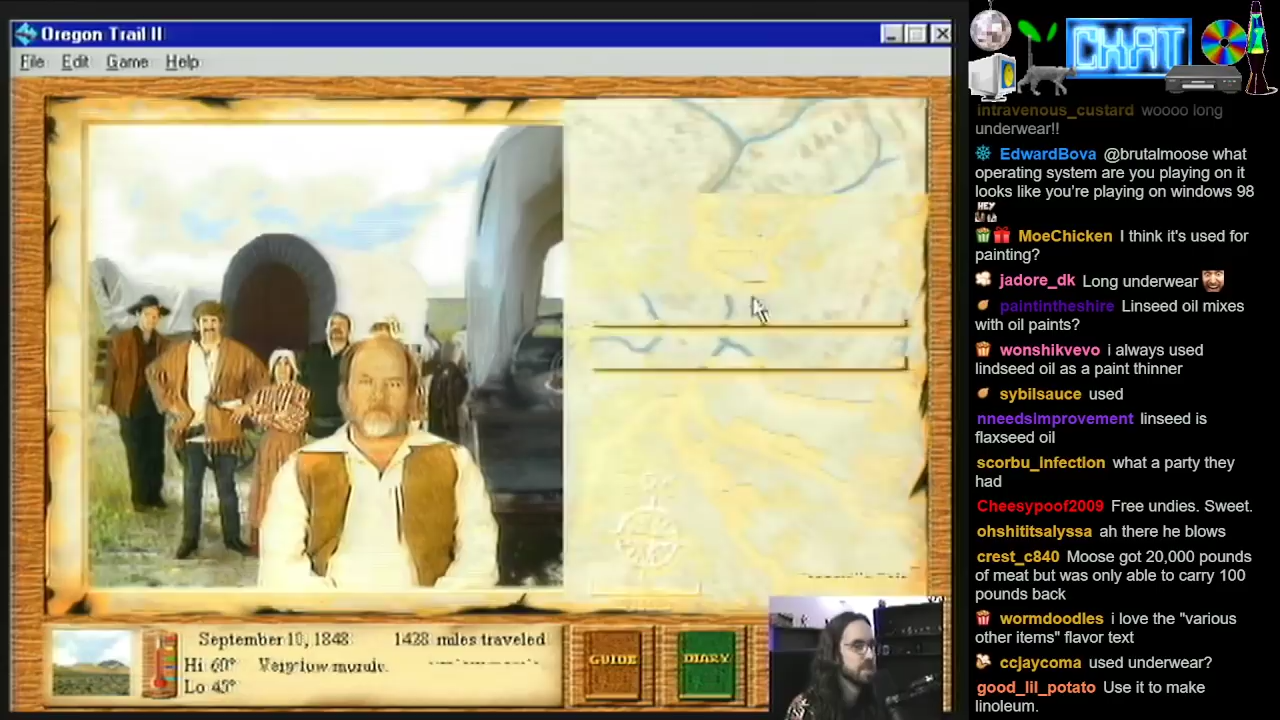 Oregon Trail II
File Edit Game Help
September 10, 1848 1428 miles traveled
Hi: 60° Very low morale.
Lo 45°
GUIDE DIARY
CHAT
intravenous_custard woooo long
underwear!!
EdwardBova @brutalmoose what
operating system are you playing on it
looks like you're playing on windows 98
HEY
MoeChicken I think it's used for
painting?
jadore_dk Long underwear
paintintheshire Linseed oil mixes
with oil paints?
wonshikvevo i always used
lindseed oil as a paint thinner
sybilsauce used
nneedsimprovement linseed is
flaxseed oil
scorbu_infection what a party they
had
Cheesypoof2009 Free undies. Sweet.
ohshititsalyssa ah there he blows
crest_c840 Moose got 20,000 pounds
of meat but was only able to carry 100
pounds back
wormdoodles i love the "various
other items" flavor text
ccjaycoma used underwear?
good_lil_potato Use it to make
linoleum.